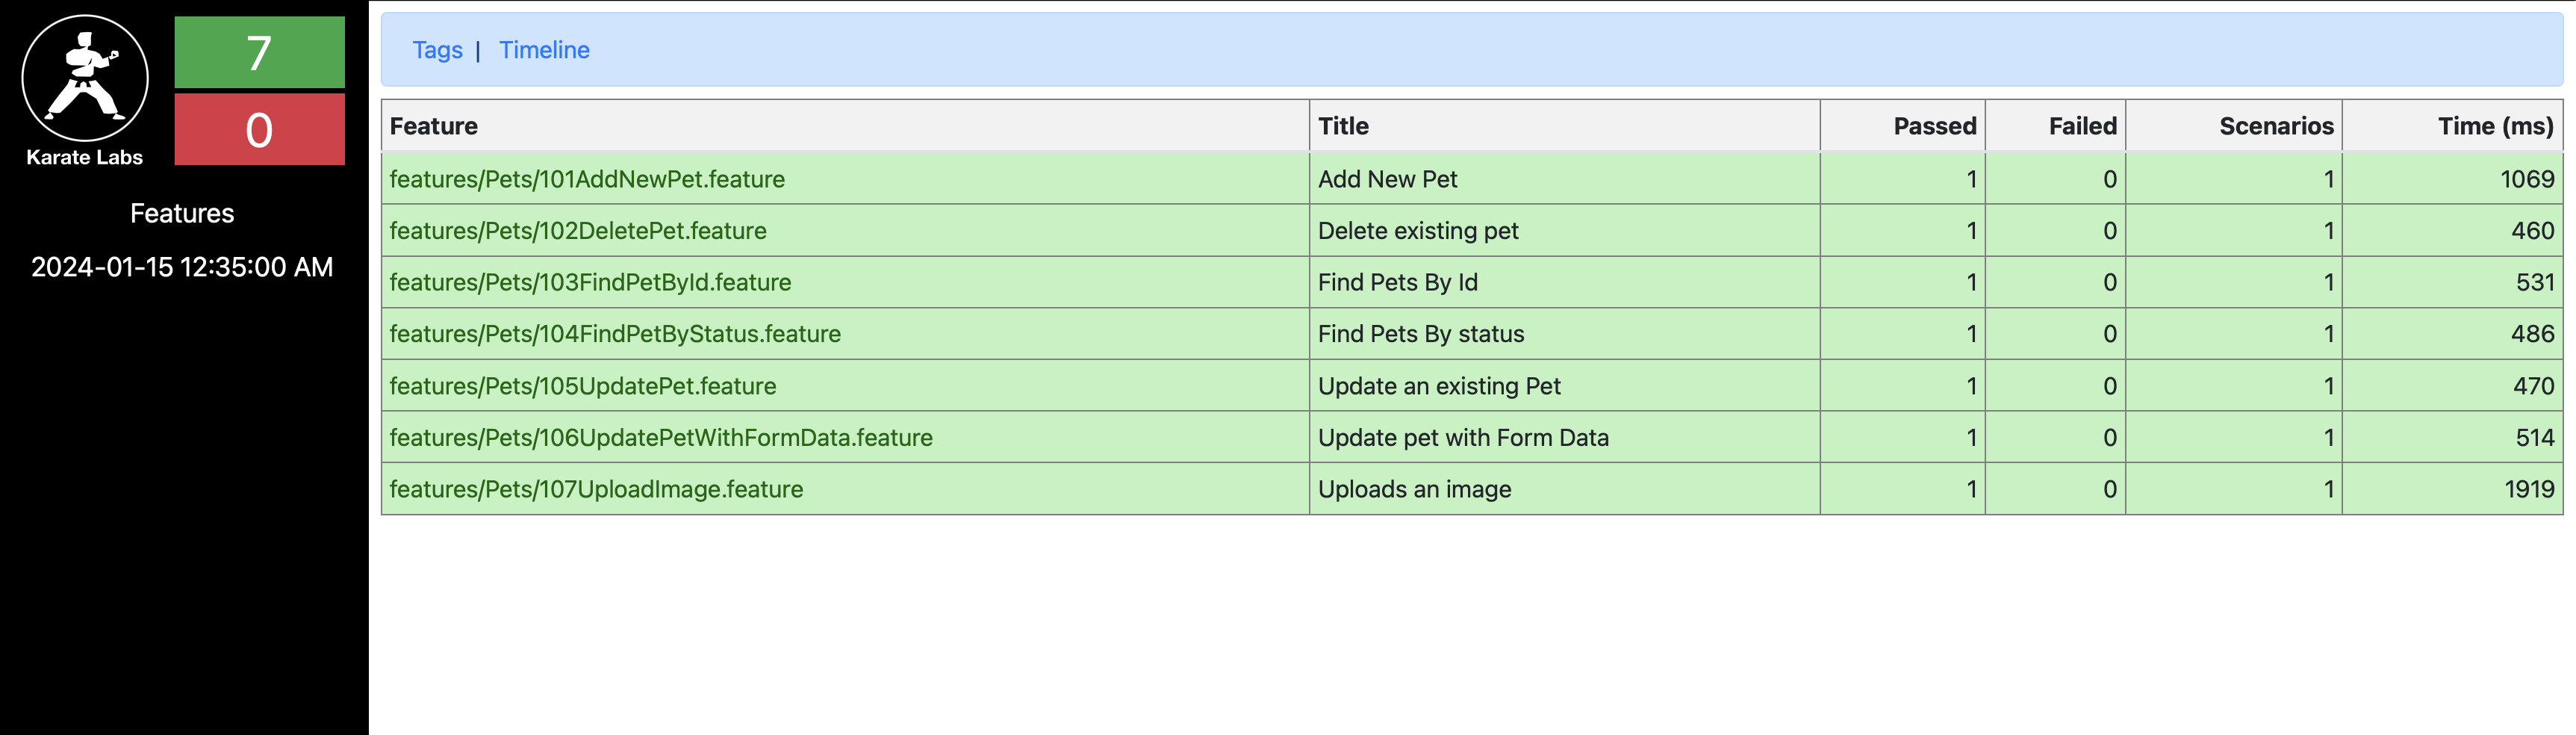 7
0
Karate Labs
Features
2024-01-15 12:35:00 AM
Tags | Timeline
Feature Title Passed Failed Scenarios Time (ms)
features/Pets/101AddNewPet.feature Add New Pet 1 0 1 1069
features/Pets/102DeletePet.feature Delete existing pet 1 0 1 460
features/Pets/103FindPetById.feature Find Pets By Id 1 0 1 531
features/Pets/104FindPetByStatus.feature Find Pets By status 1 0 1 486
features/Pets/105UpdatePet.feature Update an existing Pet 1 0 1 470
features/Pets/106UpdatePetWithFormData.feature Update pet with Form Data 1 0 1 514
features/Pets/107UploadImage.feature Uploads an image 1 0 1 1919